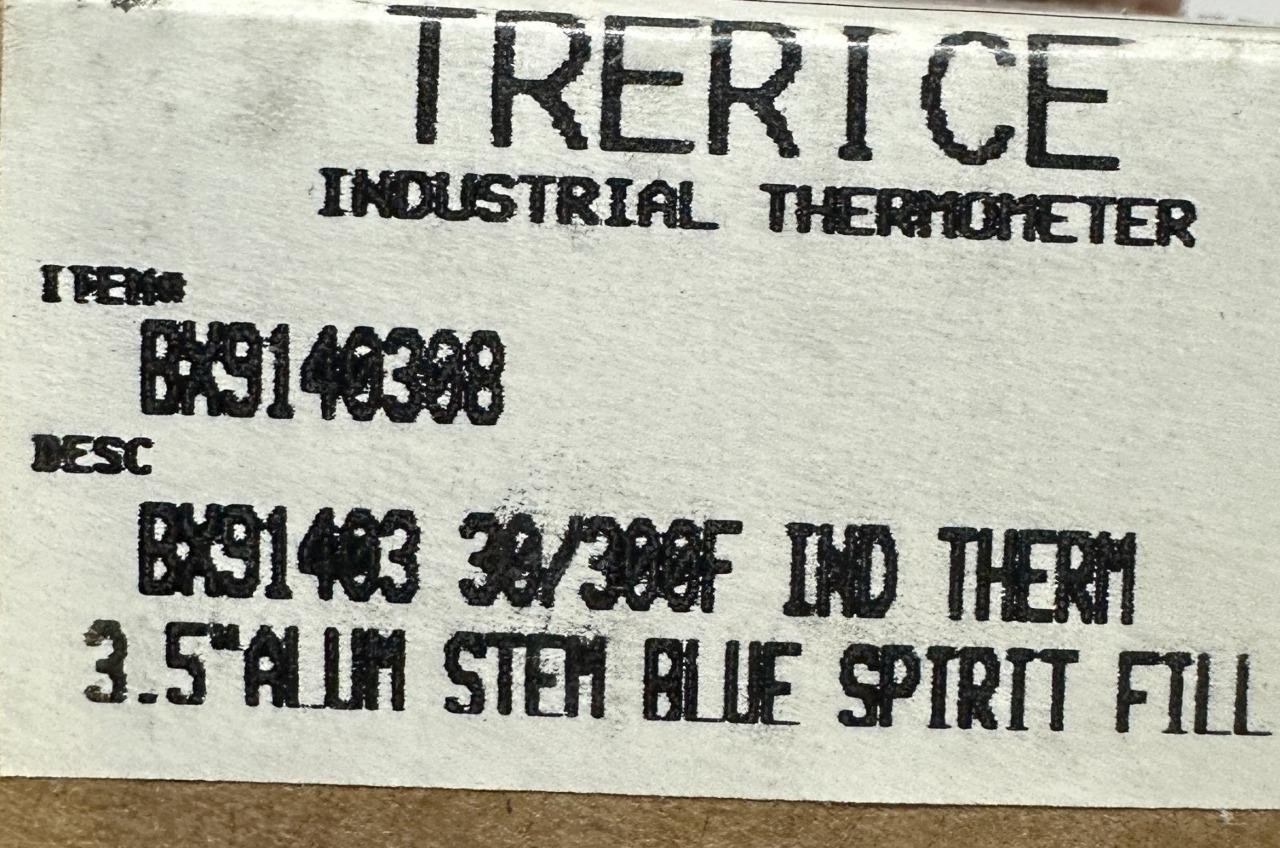 TRERICE
INDUSTRIAL THERMOMETER
ITEM#
BX9140308
DESC
BX91403 30/300F IND THERM
3.5"ALUM STEM BLUE SPIRIT FILL